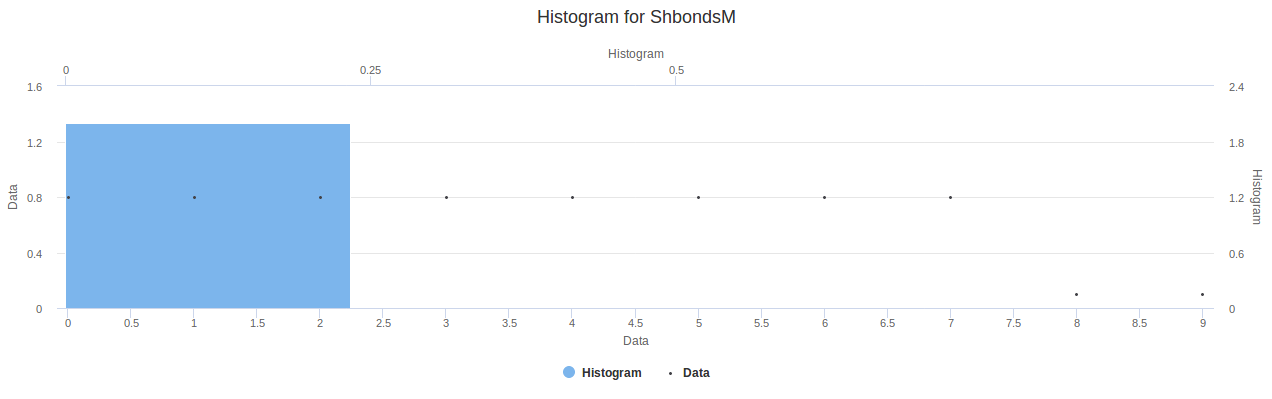 Histogram for ShbondsM
Histogram
0 0.25 0.5
1.6 2.4
1.2 1.8
0.8 1.2
0.4 0.6
0 0
Data
Histogram
0 0.5 1 1.5 2 2.5 3 3.5 4 4.5 5 5.5 6 6.5 7 7.5 8 8.5 9
Data
Histogram Data